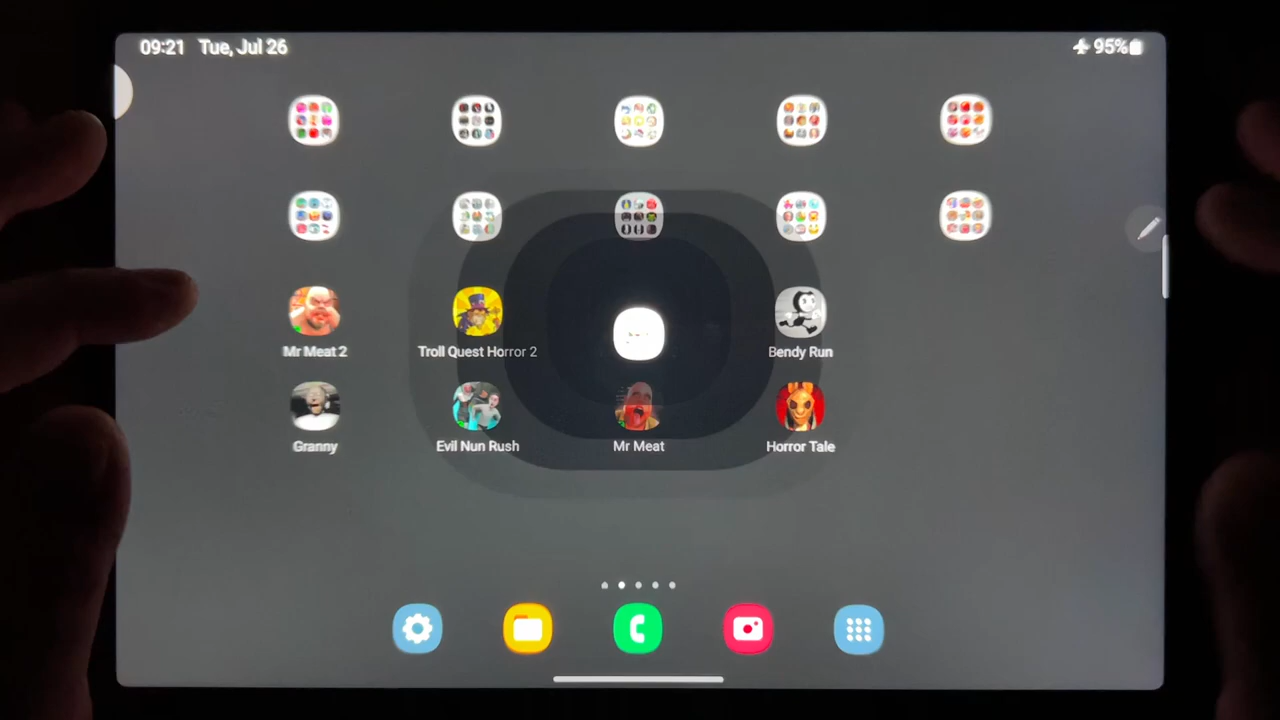 09:21 Tue, Jul 26
95%
Mr Meat 2
Troll Quest Horror 2
Bendy Run
Granny
Evil Nun Rush
Mr Meat
Horror Tale